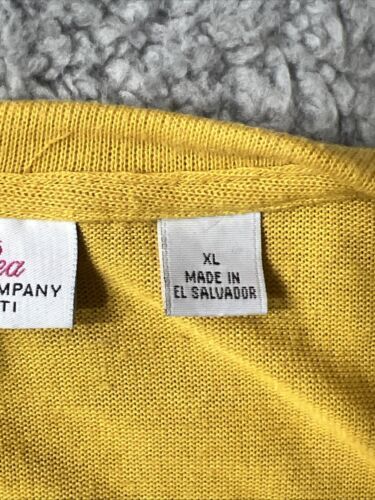 ea
OMPANY
TI
XL
MADE IN
EL SALVADOR